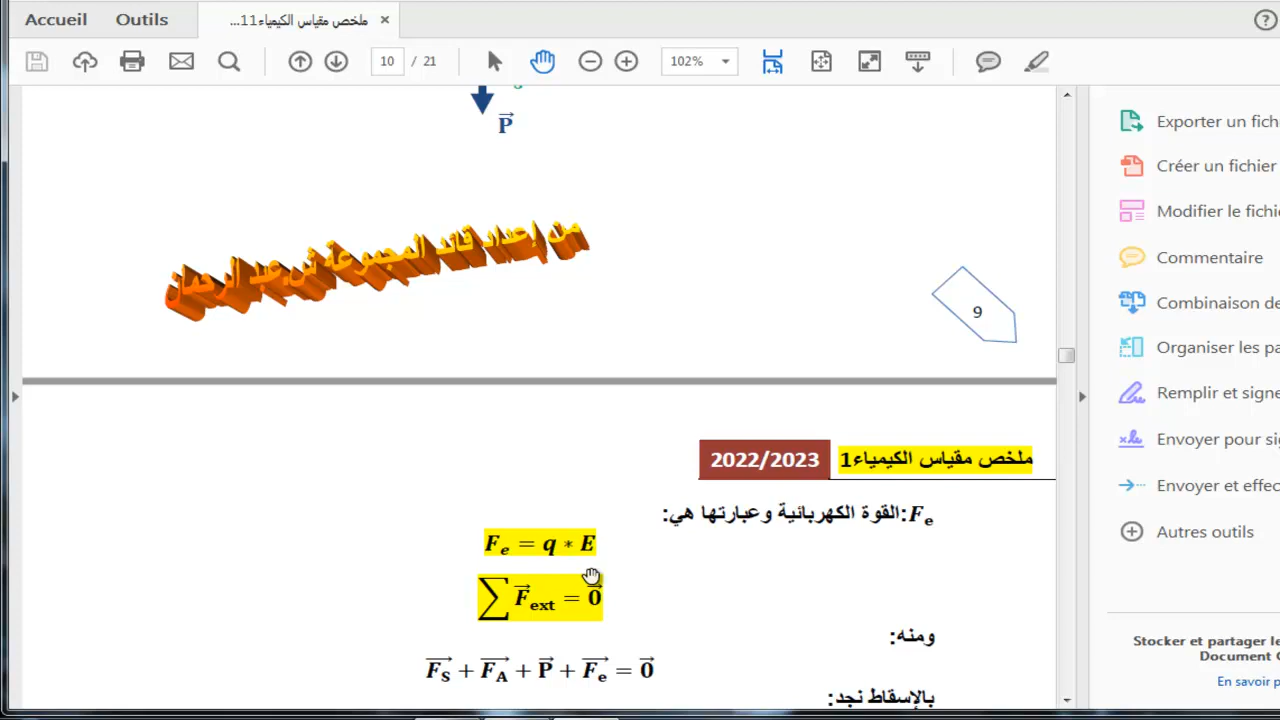 Accueil
Outils
ملخص مقياس الكيمياء11...
10 / 21
102%
P
من إعداد قائد المجموعة ش.عبد الرحمان
9
ملخص مقياس الكيمياء1 2022/2023
Fₑ:القوة الكهربائية وعبارتها هي:
Fₑ = q * E
∑ F⃗ext = 0⃗
ومنه:
F⃗S + F⃗A + P⃗ + F⃗e = 0⃗
بالإسقاط نجد:
Exporter un fich
Créer un fichier
Modifier le fichie
Commentaire
Combinaison de
Organiser les pa
Remplir et signe
Envoyer pour sig
Envoyer et effec
Autres outils
Stocker et partager le
Document C
En savoir p